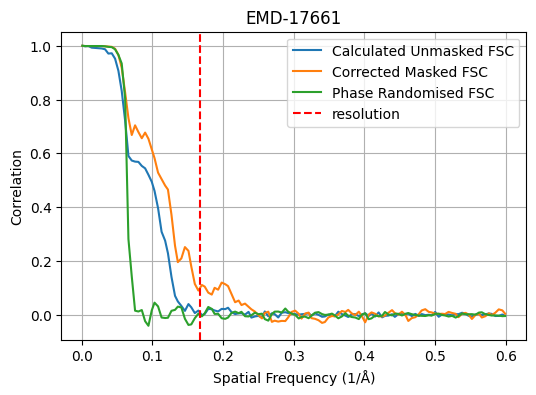 EMD-17661
Calculated Unmasked FSC
Corrected Masked FSC
Phase Randomised FSC
resolution
Correlation
1.0
0.8
0.6
0.4
0.2
0.0
0.0 0.1 0.2 0.3 0.4 0.5 0.6
Spatial Frequency (1/Å)